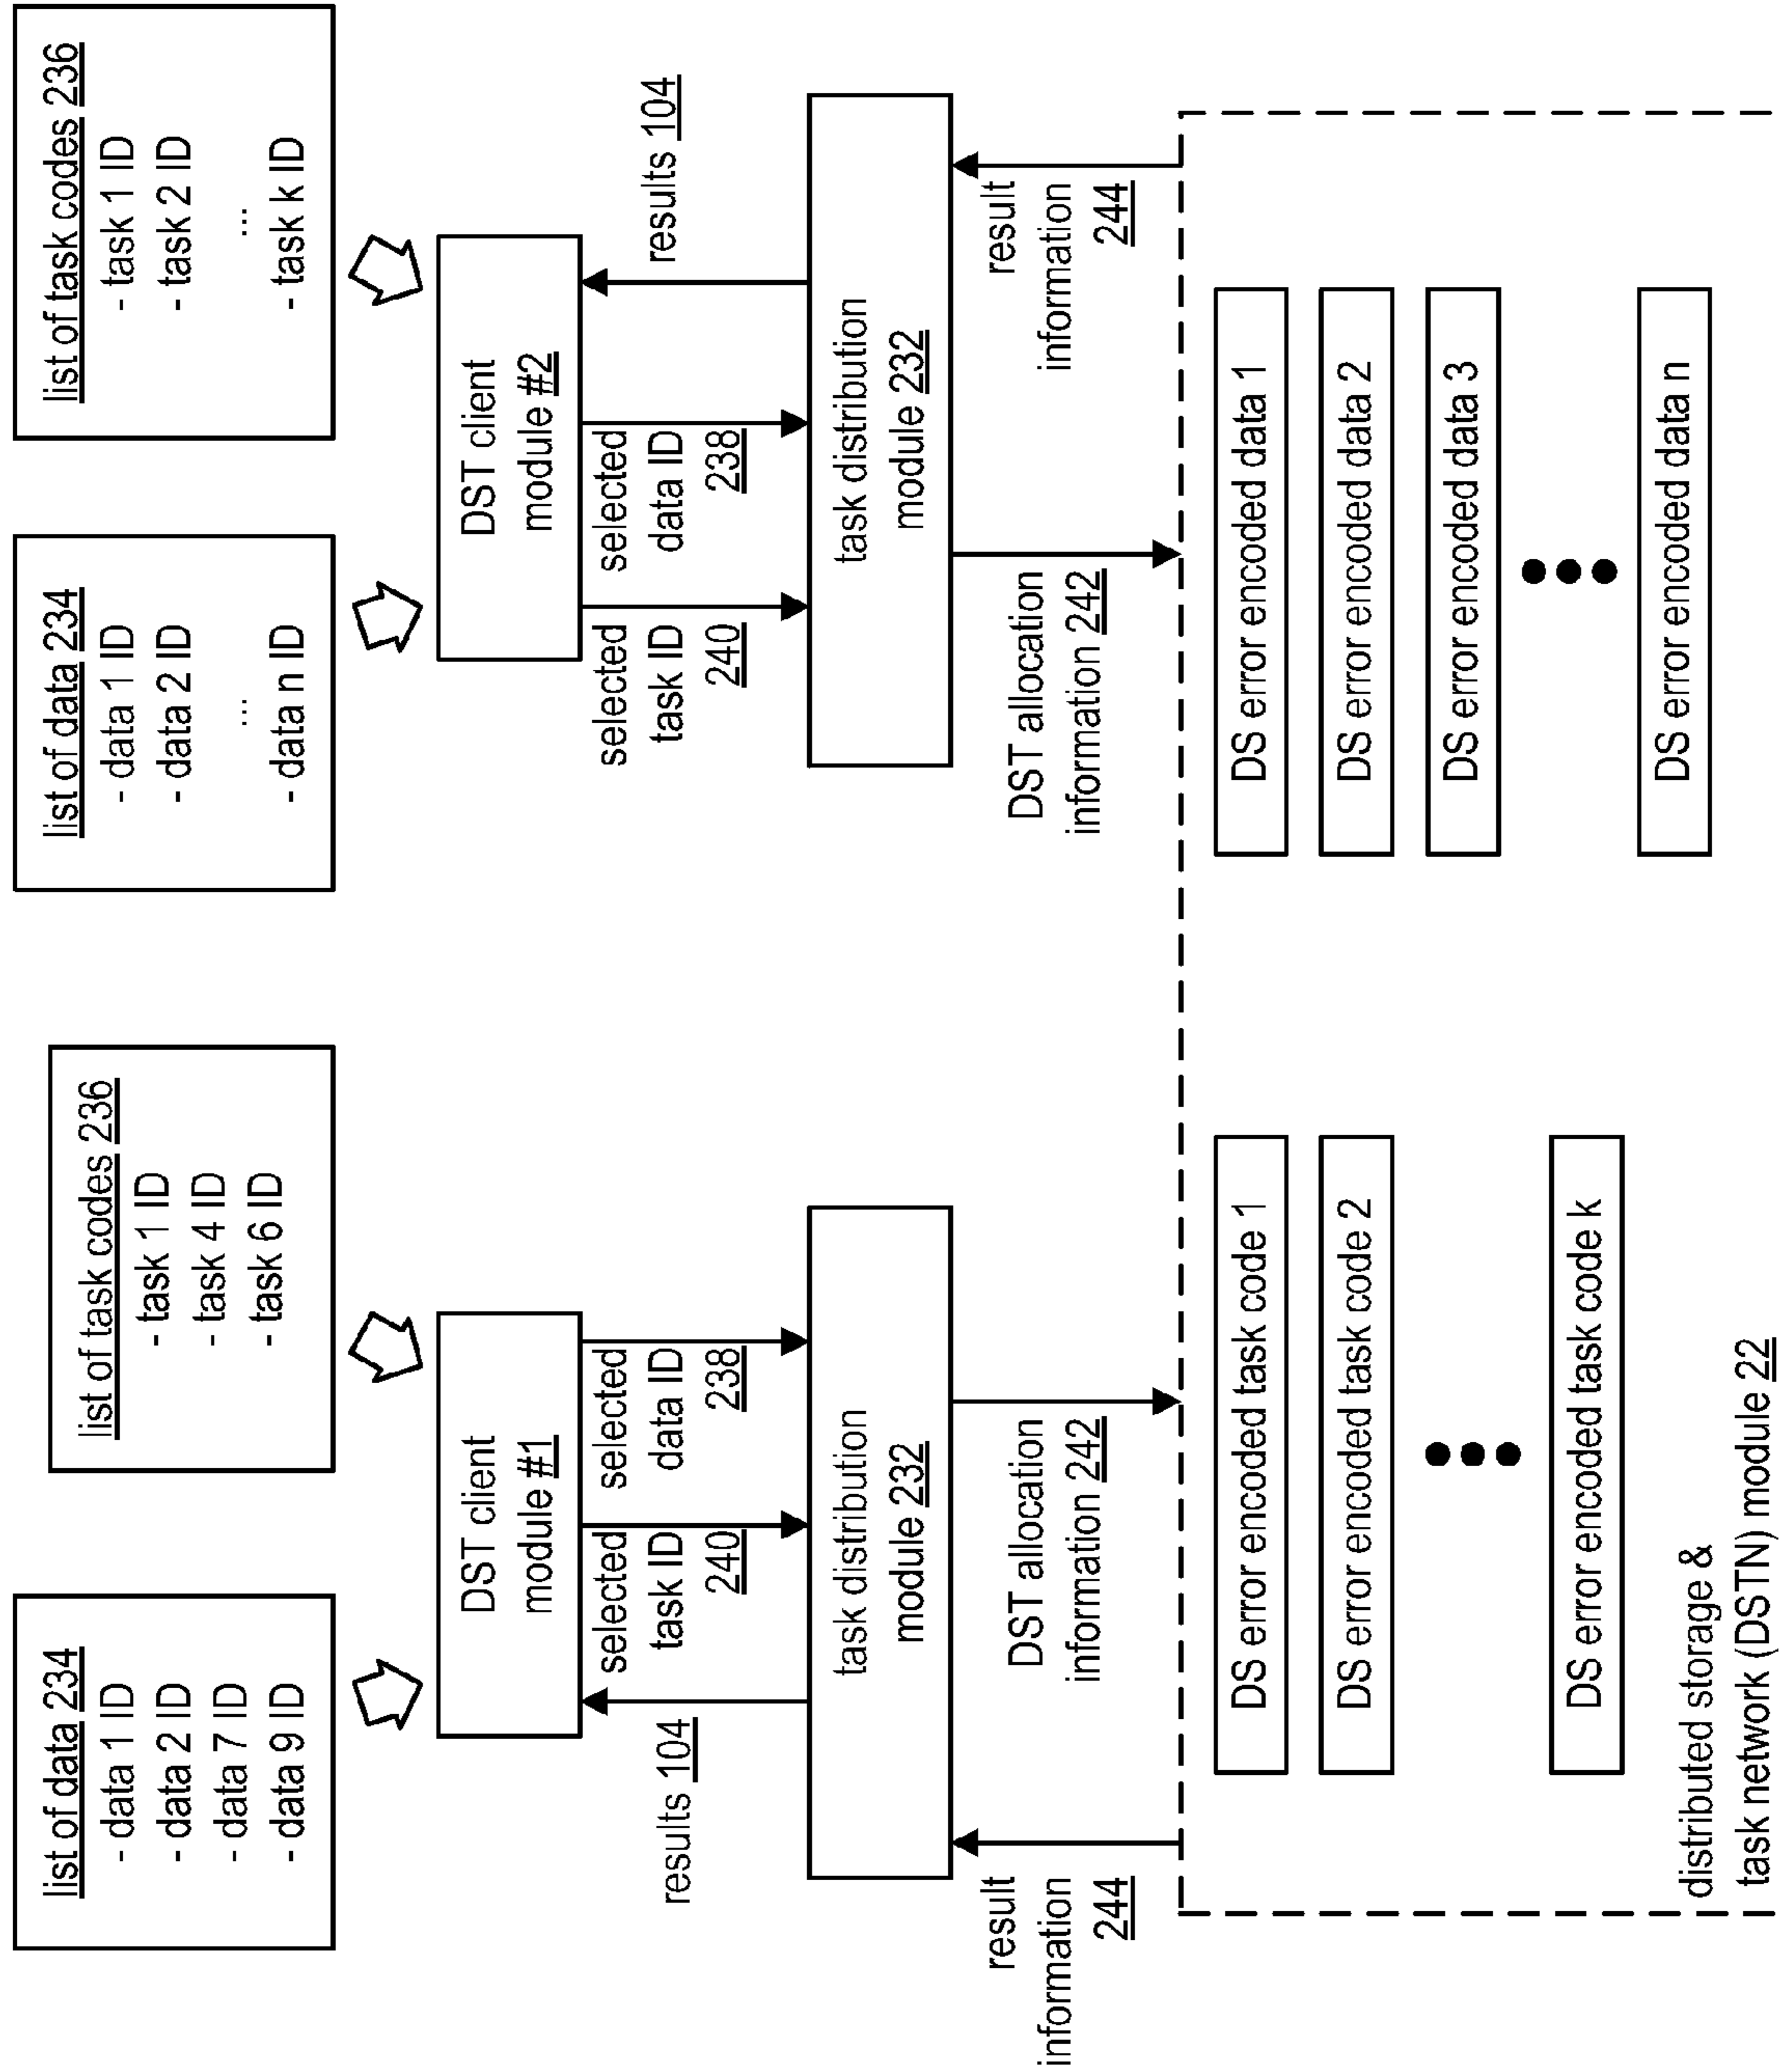 list of data 234
- data 1 ID
- data 2 ID
- data 7 ID
- data 9 ID
list of task codes 236
- task 1 ID
- task 4 ID
- task 6 ID
list of data 234
- data 1 ID
- data 2 ID
...
- data n ID
list of task codes 236
- task 1 ID
- task 2 ID
...
- task k ID
DST client
module #1
DST client
module #2
results 104
selected
task ID
240
selected
data ID
238
selected
task ID
240
selected
data ID
238
results 104
task distribution
module 232
task distribution
module 232
result
information
244
DST allocation
information 242
DST allocation
information 242
result
information
244
DS error encoded task code 1
DS error encoded task code 2
DS error encoded task code k
DS error encoded data 1
DS error encoded data 2
DS error encoded data 3
DS error encoded data n
distributed storage &
task network (DSTN) module 22